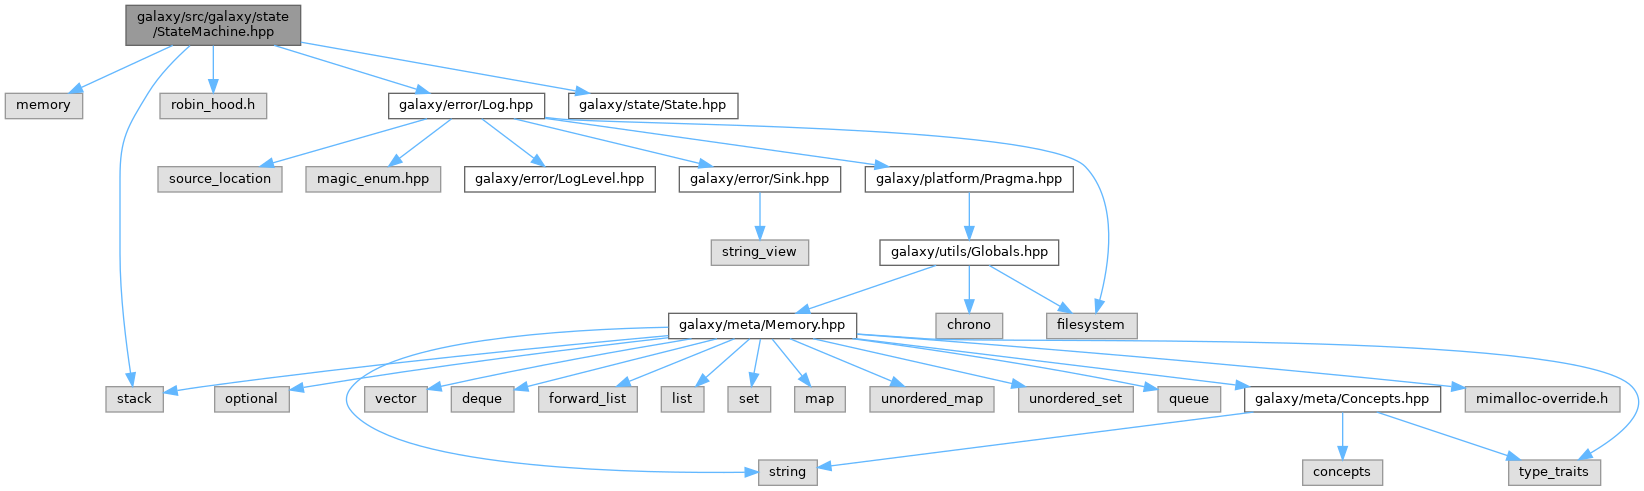 galaxy/src/galaxy/state
/StateMachine.hpp
memory
robin_hood.h
galaxy/error/Log.hpp
galaxy/state/State.hpp
source_location
magic_enum.hpp
galaxy/error/LogLevel.hpp
galaxy/error/Sink.hpp
galaxy/platform/Pragma.hpp
string_view
galaxy/utils/Globals.hpp
galaxy/meta/Memory.hpp
chrono
filesystem
stack
optional
vector
deque
forward_list
list
set
map
unordered_map
unordered_set
queue
galaxy/meta/Concepts.hpp
mimalloc-override.h
string
concepts
type_traits